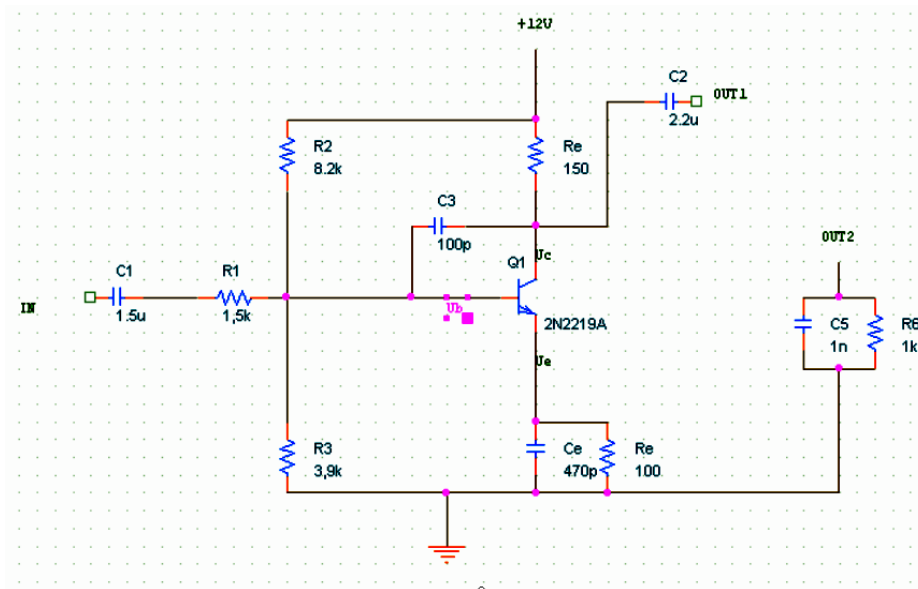 +12V
C2
OUT1
2.2u
R2
8.2k
Re
150
C3
100p
Uc
OUT2
Q1
C1
R1
IN
1.5u
1,5k
Ub
2N2219A
C5
1n
R6
1k
Ue
R3
3,9k
Ce
470p
Re
100